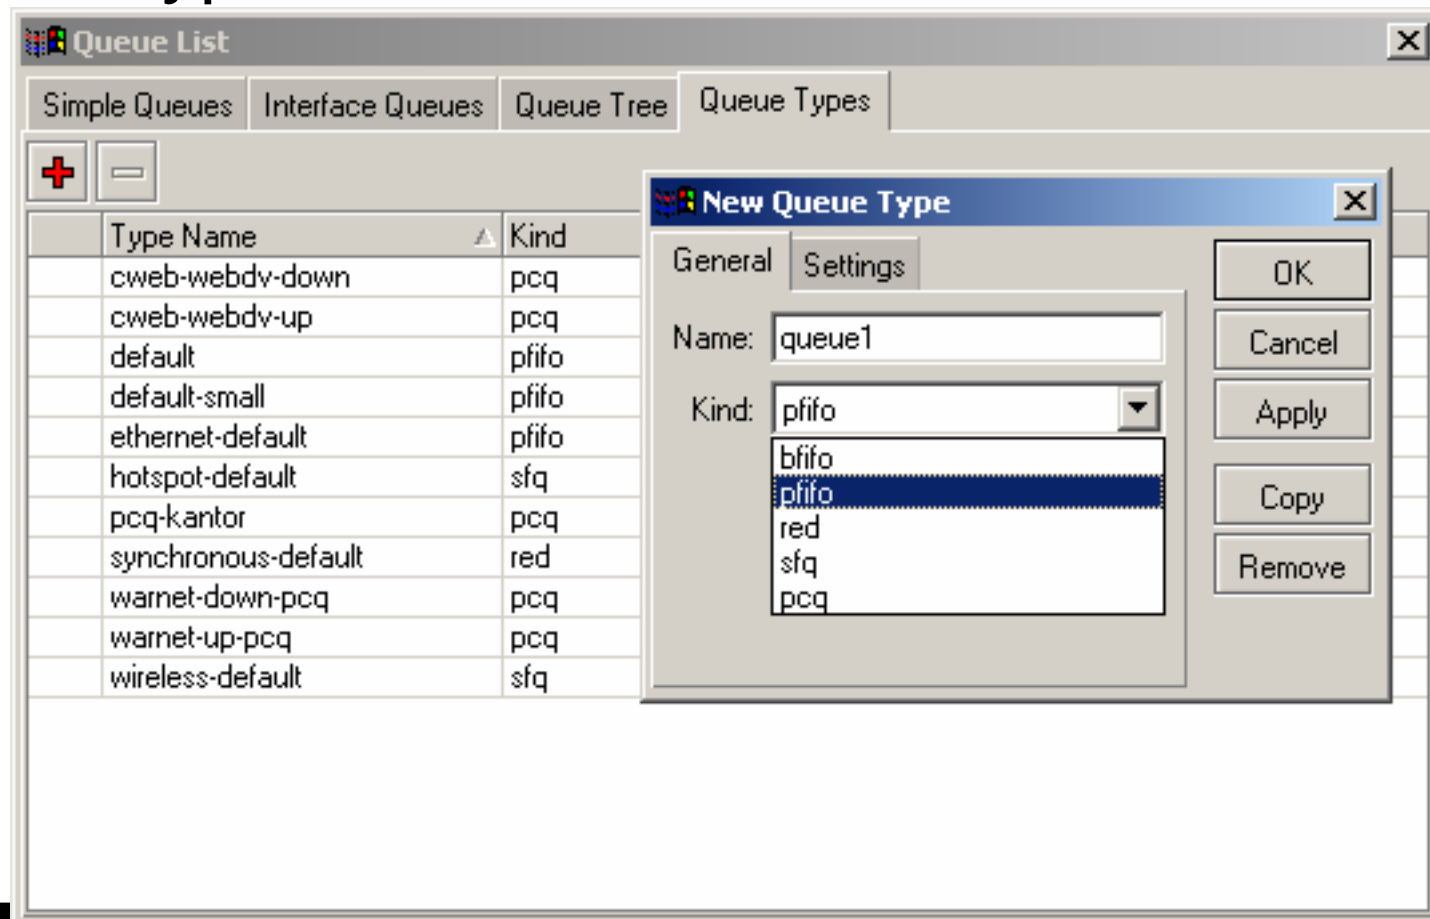 Queue List
Simple Queues Interface Queues Queue Tree Queue Types
Type Name Kind
cweb-webdv-down pcq
cweb-webdv-up pcq
default pfifo
default-small pfifo
ethernet-default pfifo
hotspot-default sfq
pcq-kantor pcq
synchronous-default red
warnet-down-pcq pcq
warnet-up-pcq pcq
wireless-default sfq
New Queue Type
General Settings
Name: queue1
Kind: pfifo
bfifo
pfifo
red
sfq
pcq
OK
Cancel
Apply
Copy
Remove